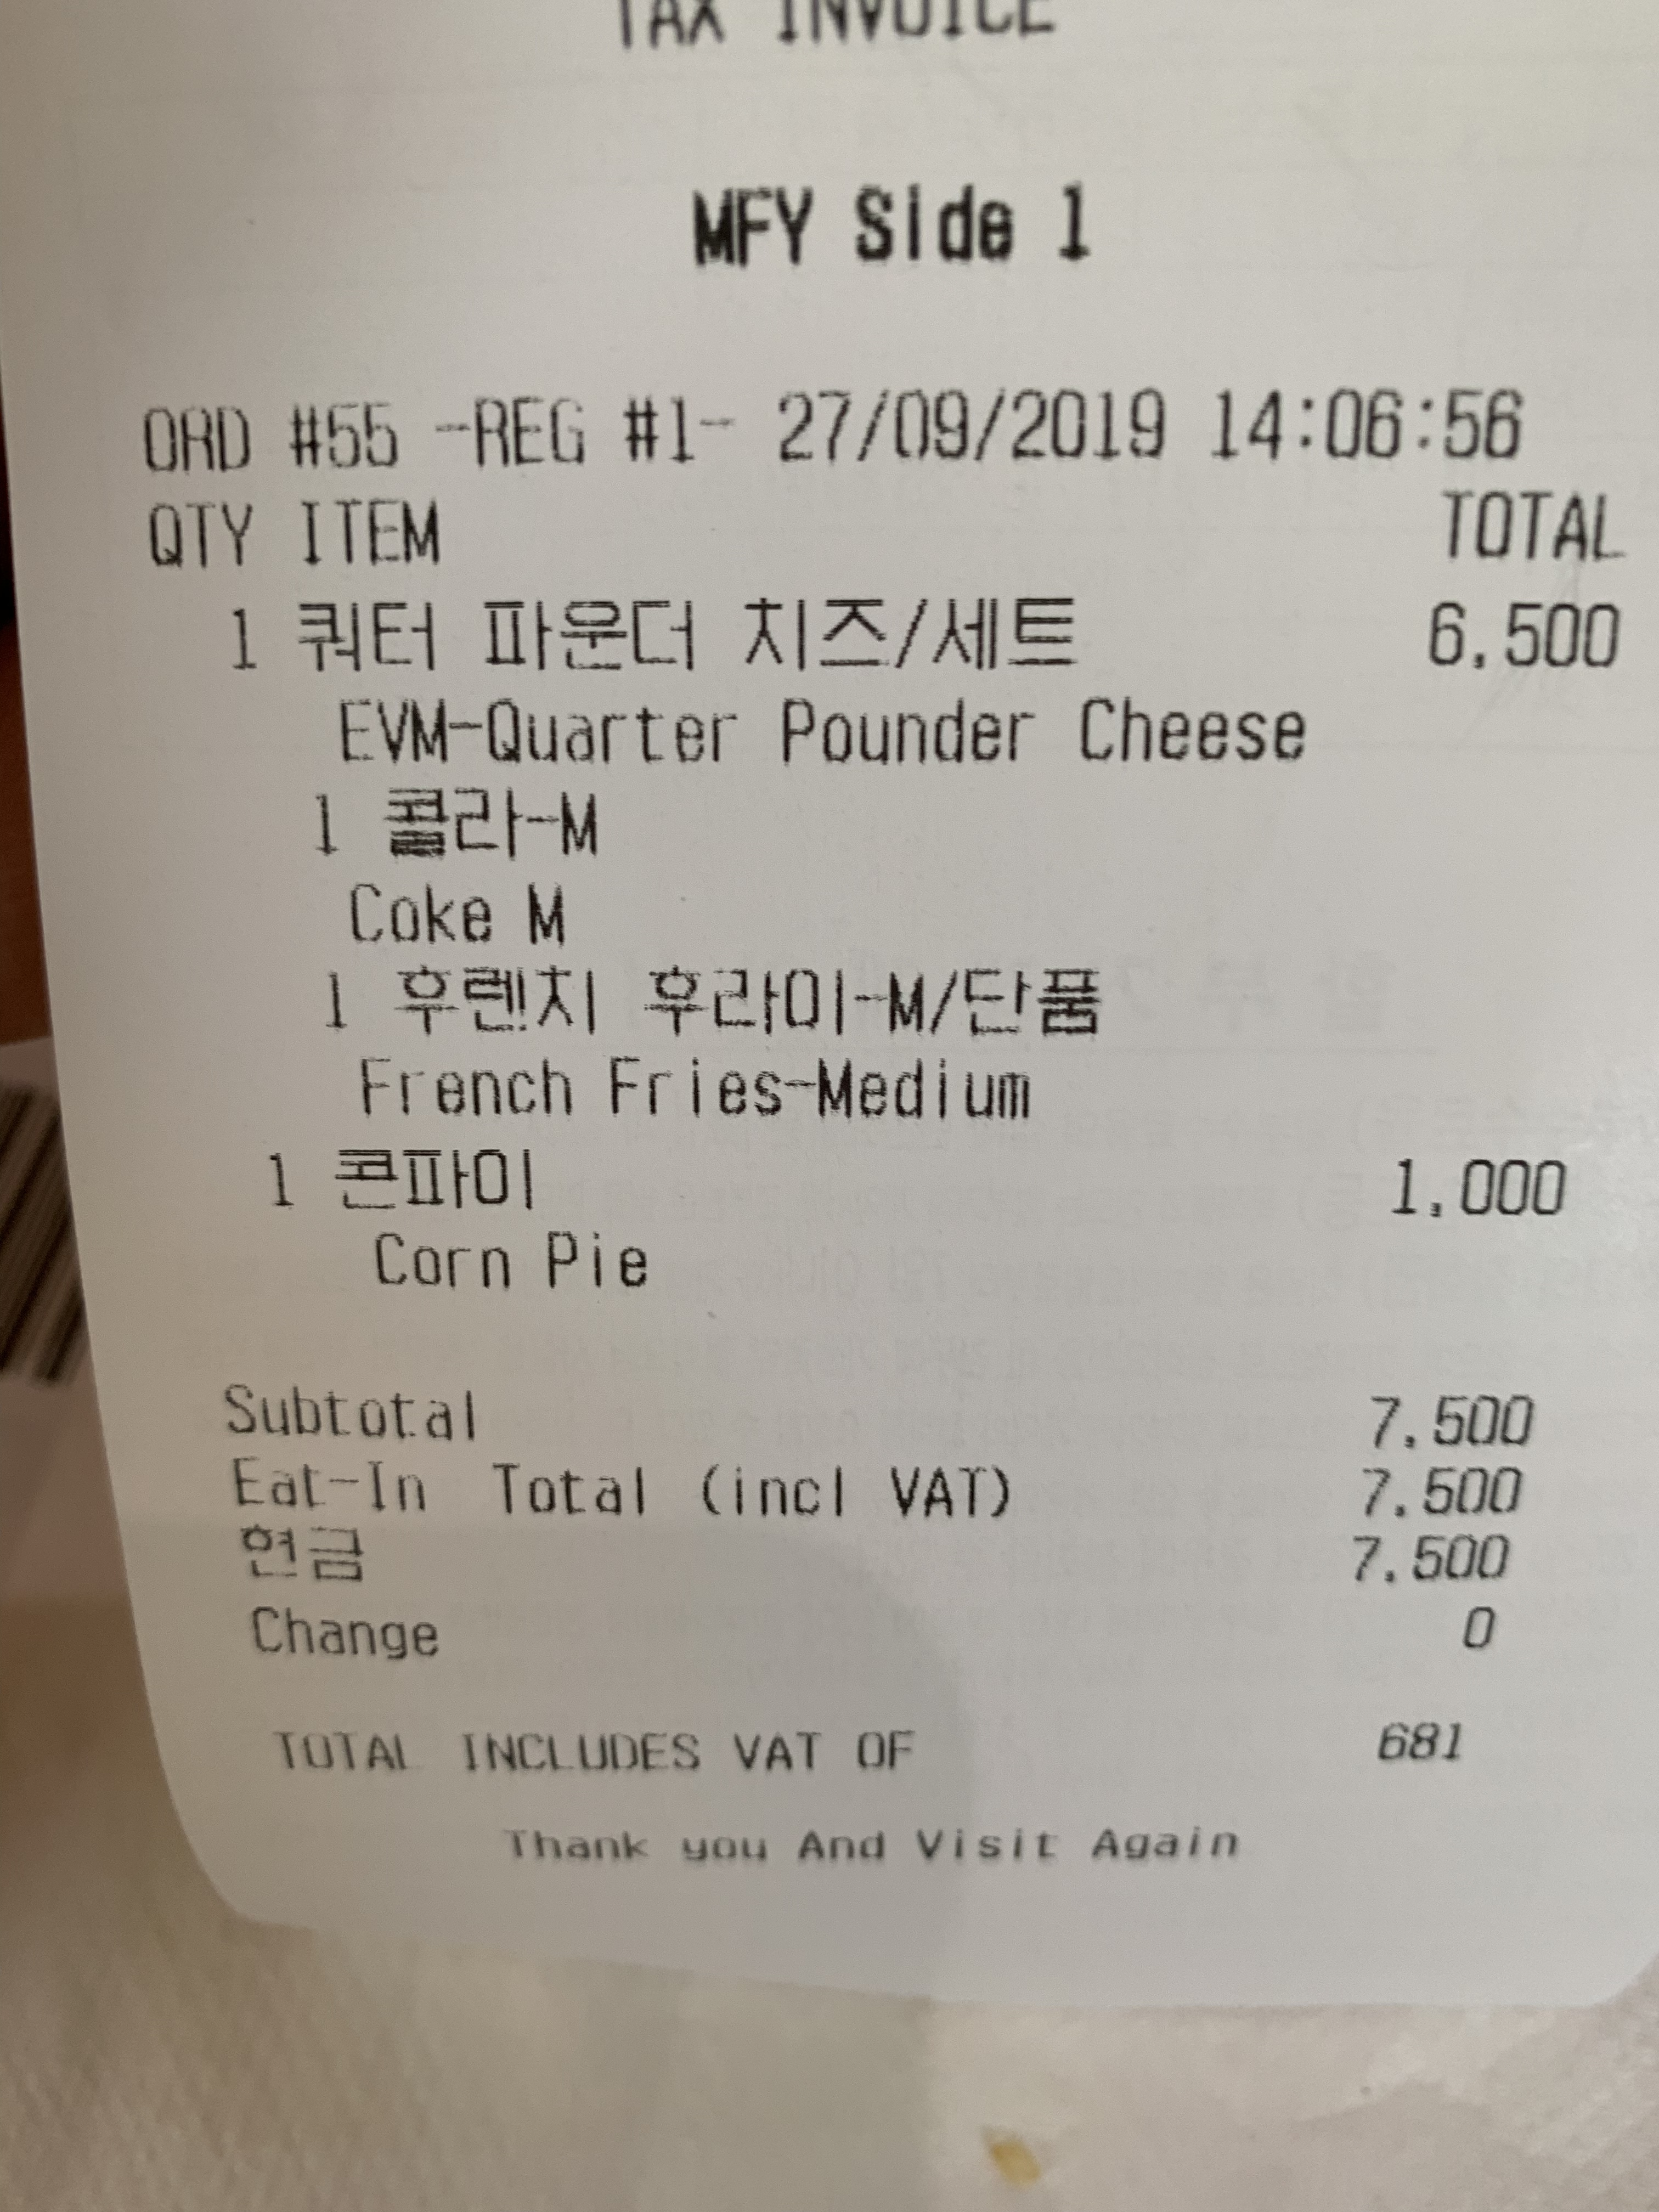 TAX INVOICE
MFY Side 1
ORD #55 -REG #1- 27/09/2019 14:06:56
QTY ITEM TOTAL
1 쿼터 파운더 치즈/세트 6,500
EVM-Quarter Pounder Cheese
1 콜라-M
Coke M
1 후렌치 후라이-M/단품
French Fries-Medium
1 콘파이 1,000
Corn Pie
Subtotal 7,500
Eat-In Total (incl VAT) 7,500
현금 7,500
Change 0
TOTAL INCLUDES VAT OF 681
Thank you And Visit Again